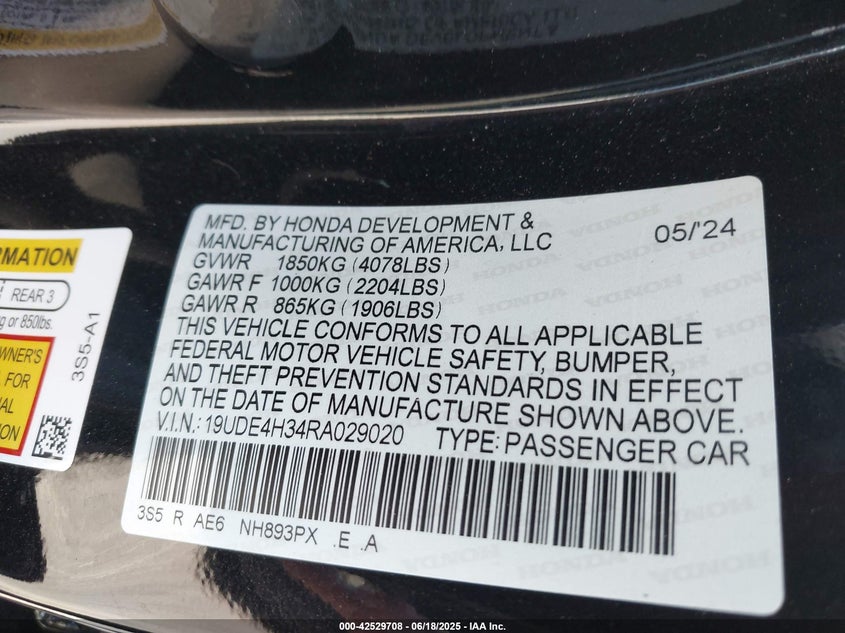 MFD. BY HONDA DEVELOPMENT &
MANUFACTURING OF AMERICA, LLC 05/'24
GVWR 1850KG (4078LBS)
GAWR F 1000KG (2204LBS)
GAWR R 865KG (1906LBS)
THIS VEHICLE CONFORMS TO ALL APPLICABLE
FEDERAL MOTOR VEHICLE SAFETY, BUMPER,
AND THEFT PREVENTION STANDARDS IN EFFECT
ON THE DATE OF MANUFACTURE SHOWN ABOVE.
V.I.N.: 19UDE4H34RA029020 TYPE: PASSENGER CAR
3S5 R AE6 NH893PX .E .A
REAR 3
or 850lbs.
3S5-A1
FOR
000-42529708 - 06/18/2025 - IAA Inc.